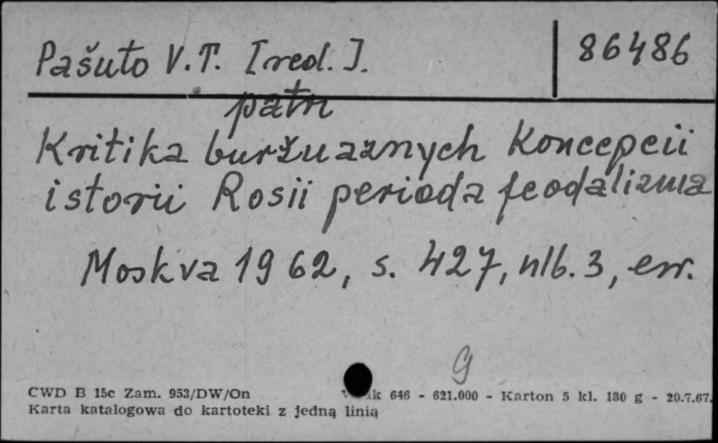 Pašuto V.T. [red.].
86486
patrz
Kritika buržuaznych koncepcii
istorii Rosii perioda feodalizma
Moskva 1962, s. 427, nlb. 3, err.
g
CWD B 15c Zam. 953/DW/On 646 - 621.000 - Karton 5 kl. 180 g - 20.7.67.
Karta katalogowa do kartoteki z jedną linią